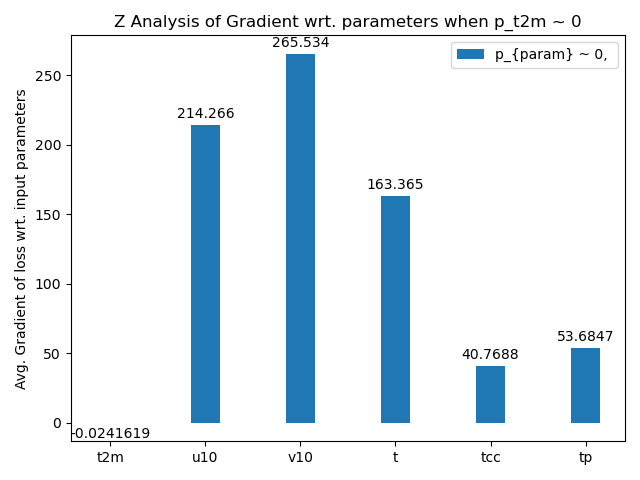 Z Analysis of Gradient wrt. parameters when p_t2m ~ 0
p_{param} ~ 0,
Avg. Gradient of loss wrt. input parameters
250
200
150
100
50
0
-0.0241619
214.266
265.534
163.365
40.7688
53.6847
t2m
u10
v10
t
tcc
tp